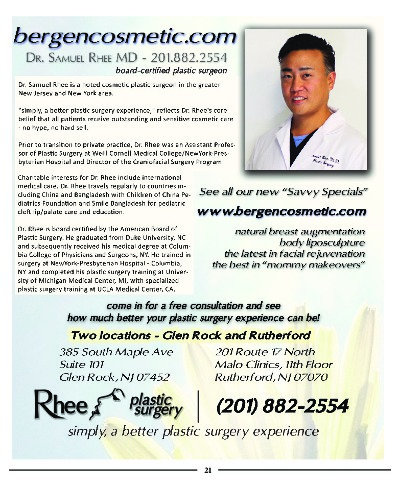 bergencosmetic.com
DR. SAMUEL RHEE MD - 201.882.2554
board-certified plastic surgeon
Dr. Samuel Rhee is a noted cosmetic plastic surgeon in the greater
New Jersey and New York area.
"simply, a better plastic surgery experience," reflects Dr. Rhee's core
belief that all patients receive outstanding and sensitive cosmetic care
- no hype, no hard sell.
Prior to transition to private practice, Dr. Rhee was an Assistant Profes-
sor of Plastic Surgery at Weill Cornell Medical College/NewYork-Pres-
byterian Hospital and Director of the Craniofacial Surgery Program
Charitable interests for Dr. Rhee include international
medical care. Dr. Rhee travels regularly to countries in-
cluding China and Bangladesh with Children of China Pe-
diatrics Foundation and Smile Bangladesh for pediatric
cleft lip/palate care and education.
Dr. Rhee is board certified by the American Board of
Plastic Surgery. He graduated from Duke University, NC
and subsequently received his medical degree at Colum-
bia College of Physicians and Surgeons, NY. He trained in
surgery at NewYork-Presbyterian Hospital - Columbia,
NY and completed his plastic surgery training at Univer-
sity of Michigan Medical Center, MI, with specialized
plastic surgery training at UCLA Medical Center, CA.
See all our new "Savvy Specials"
www.bergencosmetic.com
natural breast augmentation
body liposculpture
the latest in facial rejuvenation
the best in "mommy makeovers"
come in for a free consultation and see
how much better your plastic surgery experience can be!
Two locations - Glen Rock and Rutherford
385 South Maple Ave
Suite 101
Glen Rock, NJ 07452
201 Route 17 North
Malo Clinics, 11th Floor
Rutherford, NJ 07070
Rhee plastic
surgery
(201) 882-2554
simply, a better plastic surgery experience
21